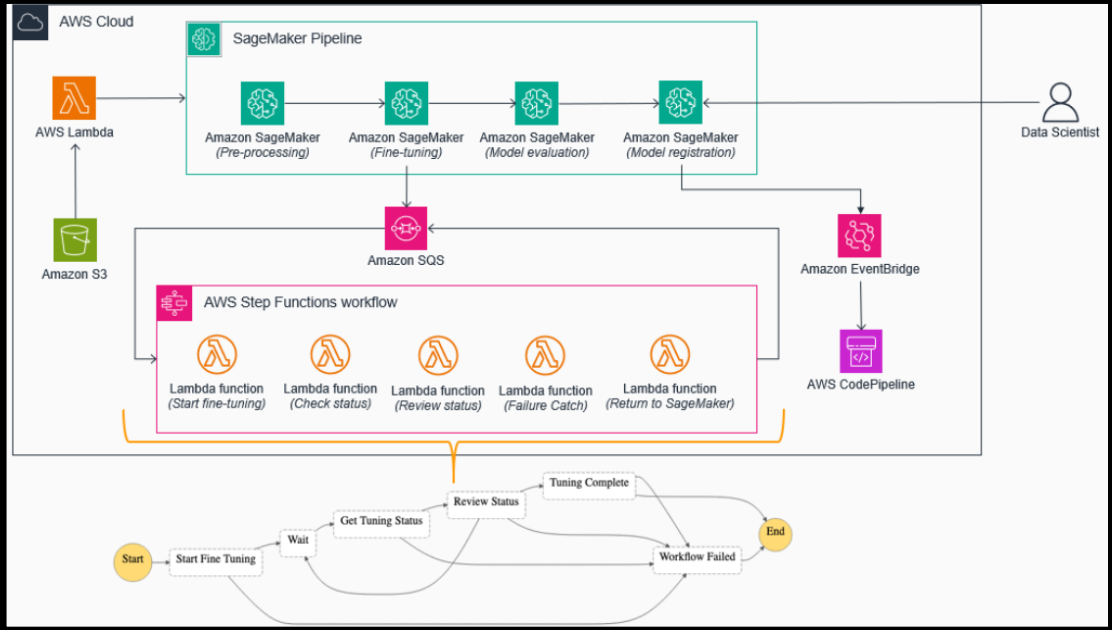 AWS Cloud
SageMaker Pipeline
AWS Lambda
Amazon SageMaker
(Pre-processing)
Amazon SageMaker
(Fine-tuning)
Amazon SageMaker
(Model evaluation)
Amazon SageMaker
(Model registration)
Data Scientist
Amazon S3
Amazon SQS
Amazon EventBridge
AWS Step Functions workflow
Lambda function
(Start fine-tuning)
Lambda function
(Check status)
Lambda function
(Review status)
Lambda function
(Failure Catch)
Lambda function
(Return to SageMaker)
AWS CodePipeline
Start
Start Fine Tuning
Wait
Get Tuning Status
Review Status
Tuning Complete
Workflow Failed
End